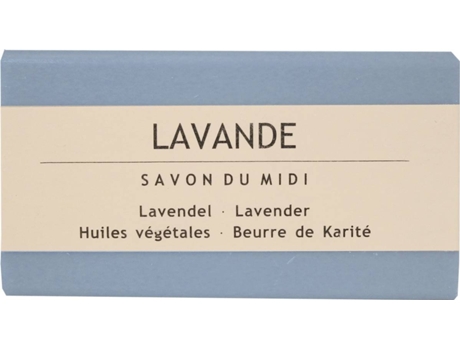 LAVANDE
SAVON DU MIDI
Lavendel · Lavender
Huiles végétales · Beurre de Karité